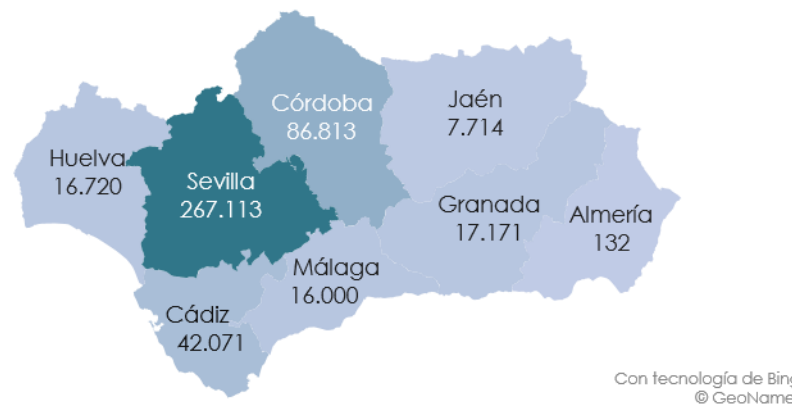 Córdoba
86.813
Jaén
7.714
Huelva
16.720
Sevilla
267.113
Granada
17.171
Almería
132
Málaga
16.000
Cádiz
42.071
Con tecnología de Bing
© GeoName